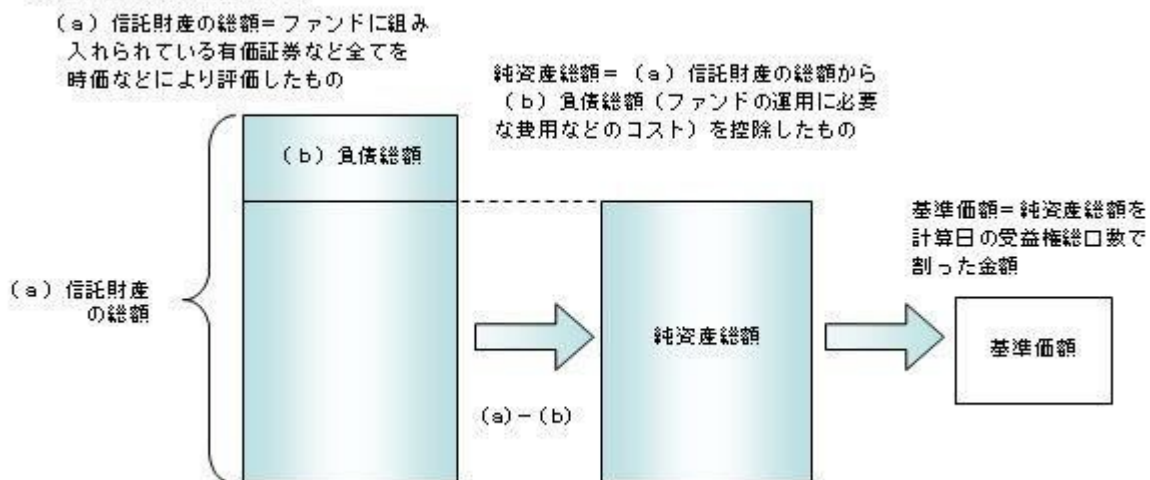 （a）信託財産の総額＝ファンドに組み
入れられている有価証券など全てを
時価などにより評価したもの
純資産総額＝（a）信託財産の総額から
（b）負債総額（ファンドの運用に必要
な費用などのコスト）を控除したもの
（b）負債総額
基準価額＝純資産総額を
計算日の受益権総口数で
割った金額
（a）信託財産
の総額
純資産総額
基準価額
（a）－（b）